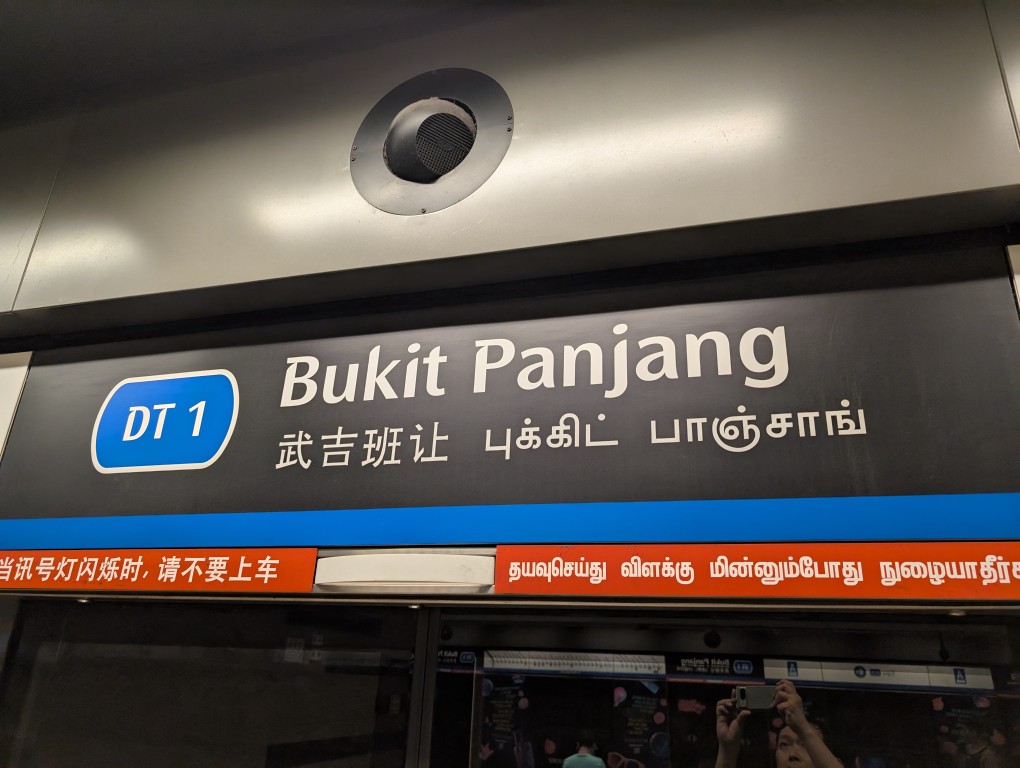 DT 1
Bukit Panjang
武吉班让 புக்கிட் பாஞ்சாங்
当讯号灯闪烁时,请不要上车
தயவுசெய்து விளக்கு மின்னும்போது